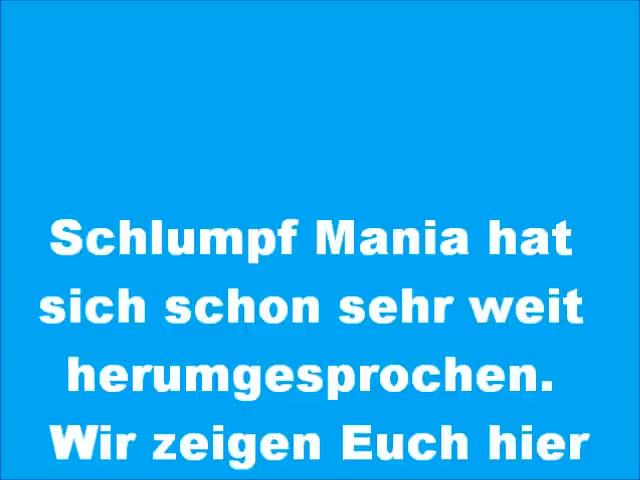 Schlumpf Mania hat
sich schon sehr weit
herumgesprochen.
Wir zeigen Euch hier